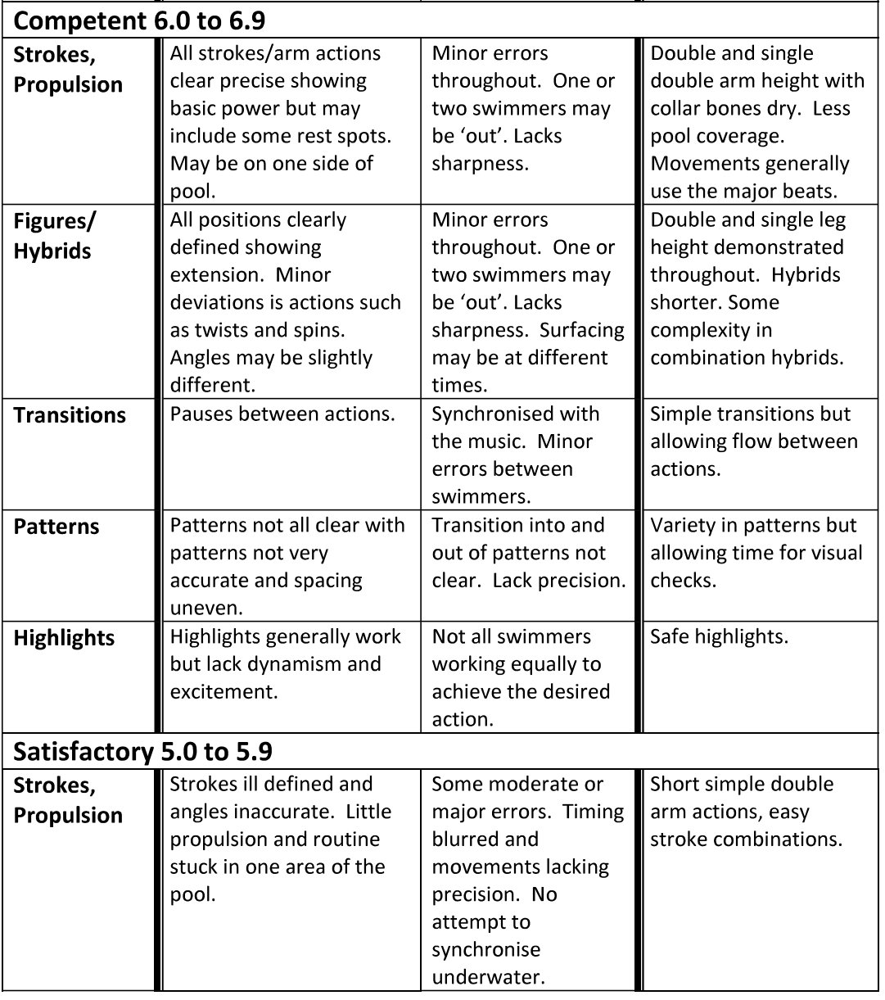 Competent 6.0 to 6.9
Strokes,
Propulsion
All strokes/arm actions
clear precise showing
basic power but may
include some rest spots.
May be on one side of
pool.
Minor errors
throughout.  One or
two swimmers may
be ‘out’. Lacks
sharpness.
Double and single
double arm height with
collar bones dry.  Less
pool coverage.
Movements generally
use the major beats.
Figures/
Hybrids
All positions clearly
defined showing
extension.  Minor
deviations is actions such
as twists and spins.
Angles may be slightly
different.
Minor errors
throughout.  One or
two swimmers may
be ‘out’. Lacks
sharpness.  Surfacing
may be at different
times.
Double and single leg
height demonstrated
throughout.  Hybrids
shorter. Some
complexity in
combination hybrids.
Transitions
Pauses between actions.
Synchronised with
the music.  Minor
errors between
swimmers.
Simple transitions but
allowing flow between
actions.
Patterns
Patterns not all clear with
patterns not very
accurate and spacing
uneven.
Transition into and
out of patterns not
clear.  Lack precision.
Variety in patterns but
allowing time for visual
checks.
Highlights
Highlights generally work
but lack dynamism and
excitement.
Not all swimmers
working equally to
achieve the desired
action.
Safe highlights.
Satisfactory 5.0 to 5.9
Strokes,
Propulsion
Strokes ill defined and
angles inaccurate.  Little
propulsion and routine
stuck in one area of the
pool.
Some moderate or
major errors.  Timing
blurred and
movements lacking
precision.  No
attempt to
synchronise
underwater.
Short simple double
arm actions, easy
stroke combinations.